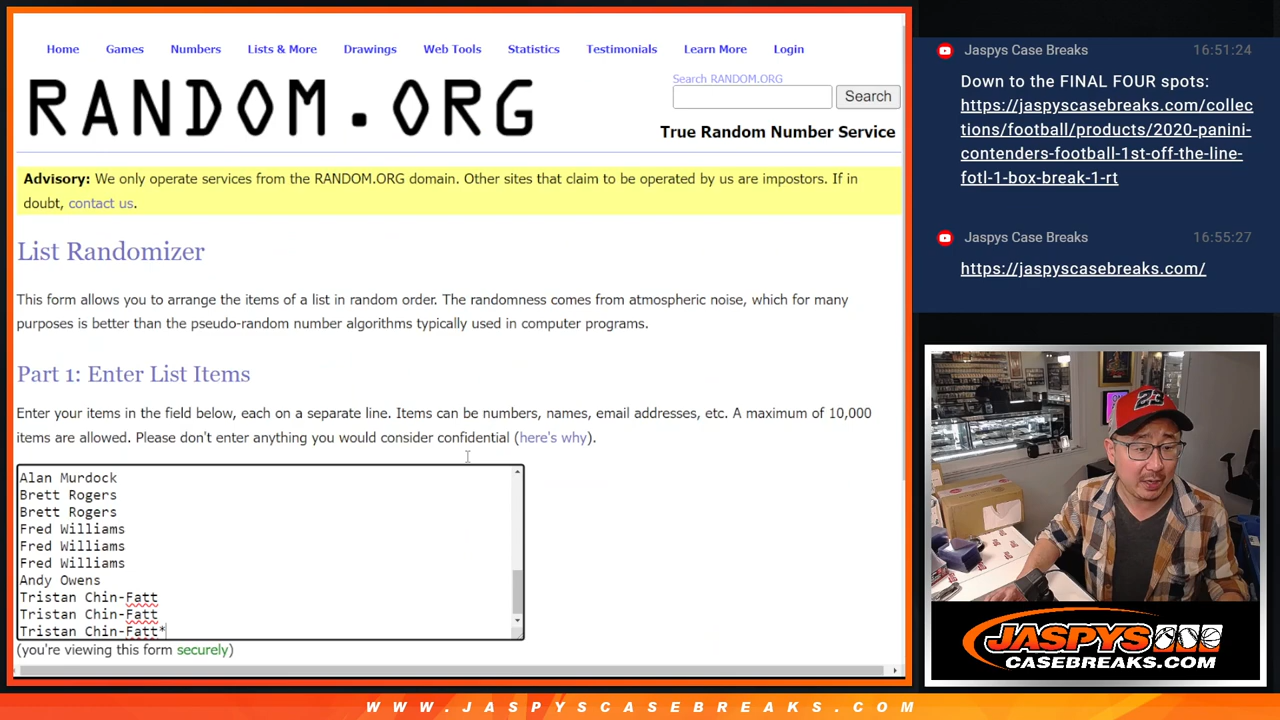 Home Games Numbers Lists & More Drawings Web Tools Statistics Testimonials Learn More Login
RANDOM.ORG
Search RANDOM.ORG
Search
True Random Number Service
Advisory: We only operate services from the RANDOM.ORG domain. Other sites that claim to be operated by us are impostors. If in
doubt, contact us.
List Randomizer
This form allows you to arrange the items of a list in random order. The randomness comes from atmospheric noise, which for many
purposes is better than the pseudo-random number algorithms typically used in computer programs.
Part 1: Enter List Items
Enter your items in the field below, each on a separate line. Items can be numbers, names, email addresses, etc. A maximum of 10,000
items are allowed. Please don't enter anything you would consider confidential (here's why).
Alan Murdock
Brett Rogers
Brett Rogers
Fred Williams
Fred Williams
Fred Williams
Andy Owens
Tristan Chin-Fatt
Tristan Chin-Fatt
Tristan Chin-Fatt*
(you're viewing this form securely)
Jaspys Case Breaks 16:51:24
Down to the FINAL FOUR spots:
https://jaspyscasebreaks.com/collec
tions/football/products/2020-panini-
contenders-football-1st-off-the-line-
fotl-1-box-break-1-rt
Jaspys Case Breaks 16:55:27
https://jaspyscasebreaks.com/
23
JASPYS
CASEBREAKS.COM
WWW.JASPYSCASEBREAKS.COM